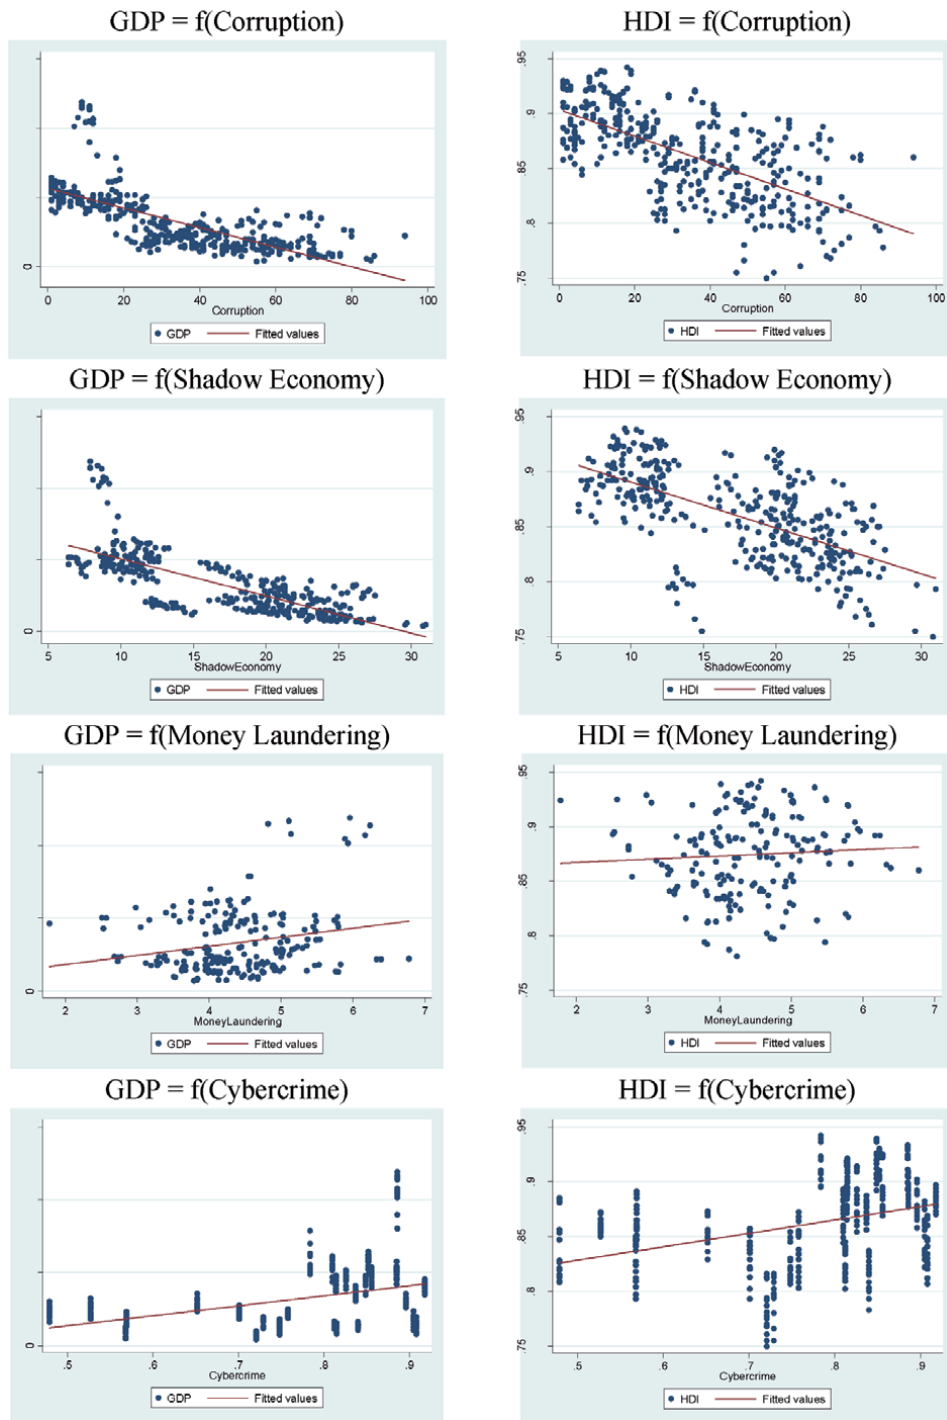 GDP = f(Corruption)
HDI = f(Corruption)
0
0 20 40 60 80 100
Corruption
GDP Fitted values
.95
.9
.85
.8
.75
0 20 40 60 80 100
Corruption
HDI Fitted values
GDP = f(Shadow Economy)
HDI = f(Shadow Economy)
0
5 10 15 20 25 30
ShadowEconomy
GDP Fitted values
.95
.9
.85
.8
.75
5 10 15 20 25 30
ShadowEconomy
HDI Fitted values
GDP = f(Money Laundering)
HDI = f(Money Laundering)
0
2 3 4 5 6 7
MoneyLaundering
GDP Fitted values
.95
.9
.85
.8
.75
2 3 4 5 6 7
MoneyLaundering
HDI Fitted values
GDP = f(Cybercrime)
HDI = f(Cybercrime)
0
.5 .6 .7 .8 .9
Cybercrime
GDP Fitted values
.95
.9
.85
.8
.75
.5 .6 .7 .8 .9
Cybercrime
HDI Fitted values